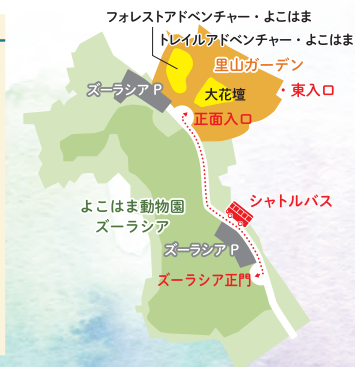 フォレストアドベンチャー・よこはま
トレイルアドベンチャー・よこはま
里山ガーデン
ズーラシア P
大花壇
・東入口
正面入口
シャトルバス
よこはま動物園
ズーラシア
ズーラシア P
ズーラシア正門